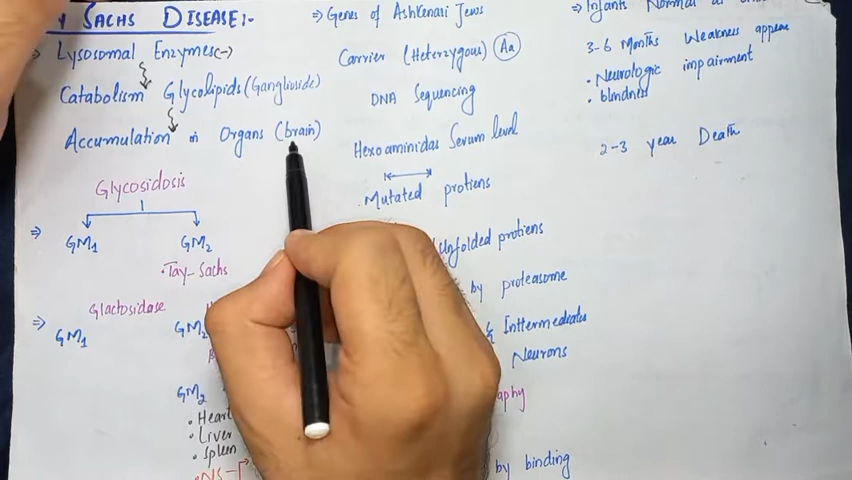 SACHS DISEASE:-
Lysosomal Enzymes(-)
Catabolism Glycolipids (Ganglioside)
Accumulation in Organs (brain)
Glycosidosis
⇒ GM1 GM2
• Tay-Sachs
Glactosidase
⇒ GM1 GM2
GM2
• Heart
• Liver
• Spleen
⇒ Genes of Ashkenazi Jews
Carrier (Heterzygous) Aa
DNA Sequencing
Hexoaminidas Serum level
Mutated protiens
Unfolded protiens
by proteasome
Inttermediates
Neurons
by binding
⇒ Infants Normal
3-6 Months Weakness appear
• Neurologic impairment
• blindness
2-3 year Death